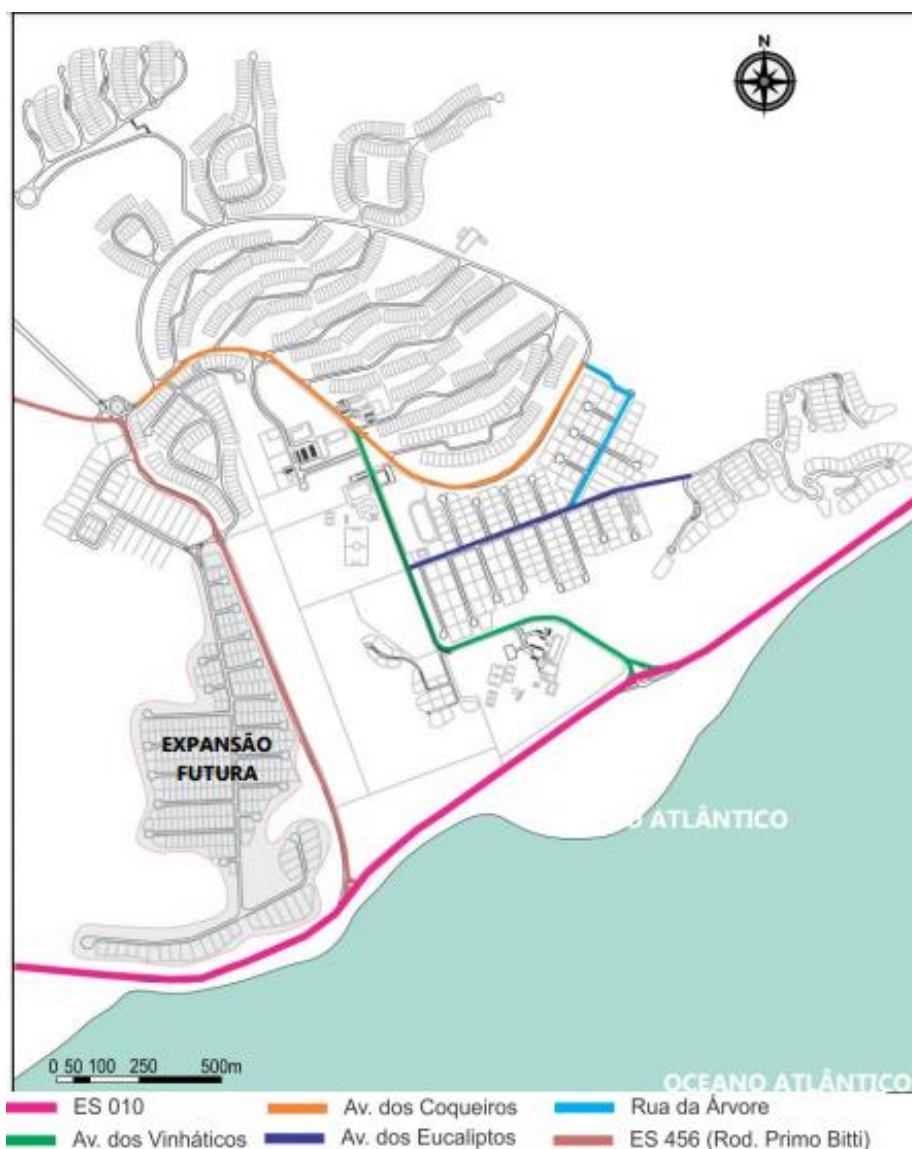 N
EXPANSÃO
FUTURA
O ATLÂNTICO
0 50 100 250 500m
OCEANO ATLÂNTICO
ES 010 Av. dos Coqueiros Rua da Árvore
Av. dos Vinháticos Av. dos Eucaliptos ES 456 (Rod. Primo Bitti)